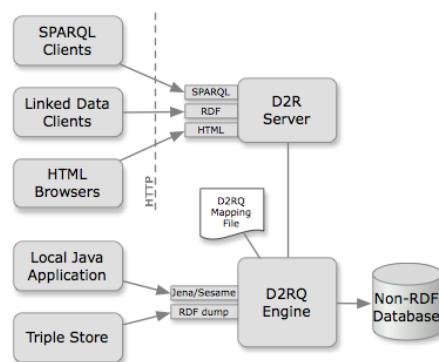 SPARQL
Clients
Linked Data
Clients
HTML
Browsers
HTTP
SPARQL
RDF
HTML
D2R
Server
D2RQ
Mapping
File
Local Java
Application
Triple Store
Jena/Sesame
RDF dump
D2RQ
Engine
Non-RDF
Database